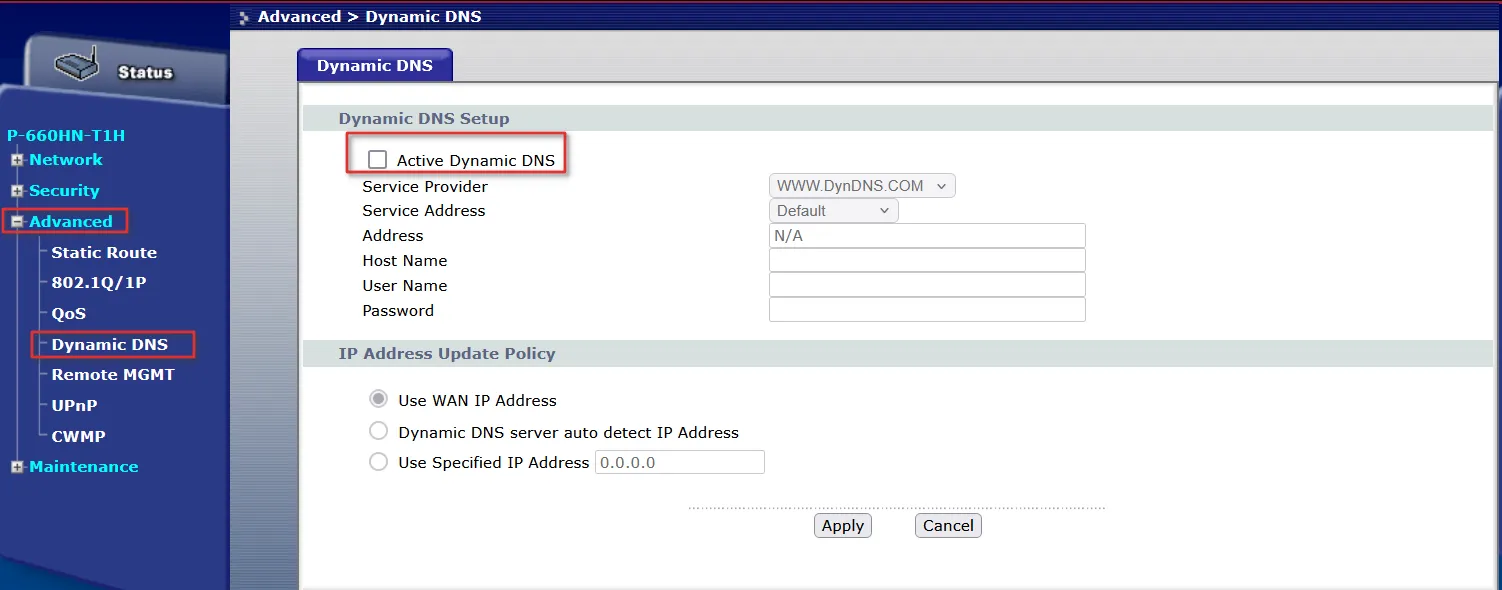 Advanced > Dynamic DNS
Status
P-660HN-T1H
Network
Security
Advanced
Static Route
802.1Q/1P
QoS
Dynamic DNS
Remote MGMT
UPnP
CWMP
Maintenance
Dynamic DNS
Dynamic DNS Setup
Active Dynamic DNS
Service Provider WWW.DynDNS.COM
Service Address Default
Address N/A
Host Name
User Name
Password
IP Address Update Policy
Use WAN IP Address
Dynamic DNS server auto detect IP Address
Use Specified IP Address 0.0.0.0
Apply Cancel